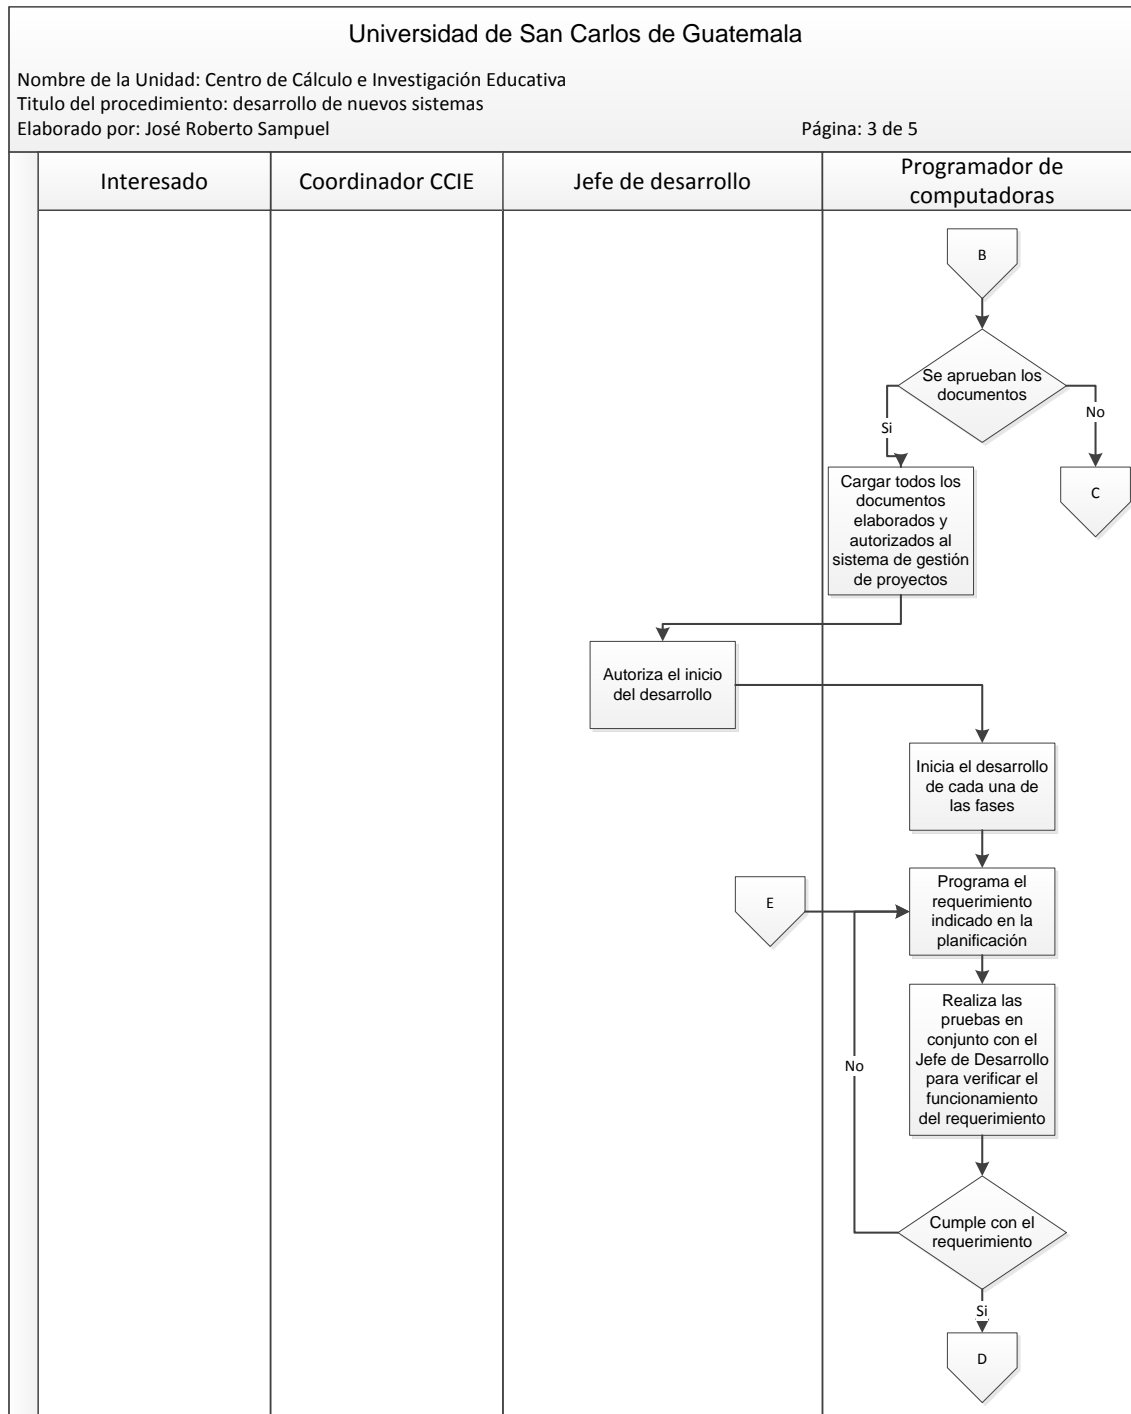 Universidad de San Carlos de Guatemala
Nombre de la Unidad: Centro de Cálculo e Investigación Educativa
Titulo del procedimiento: desarrollo de nuevos sistemas
Elaborado por: José Roberto Sampuel
Página: 3 de 5
Interesado
Coordinador CCIE
Jefe de desarrollo
Programador de
computadoras
B
Se aprueban los
documentos
Si
No
Cargar todos los
documentos
elaborados y
autorizados al
sistema de gestión
de proyectos
C
Autoriza el inicio
del desarrollo
Inicia el desarrollo
de cada una de
las fases
E
Programa el
requerimiento
indicado en la
planificación
Realiza las
pruebas en
conjunto con el
Jefe de Desarrollo
para verificar el
funcionamiento
del requerimiento
No
Cumple con el
requerimiento
Si
D